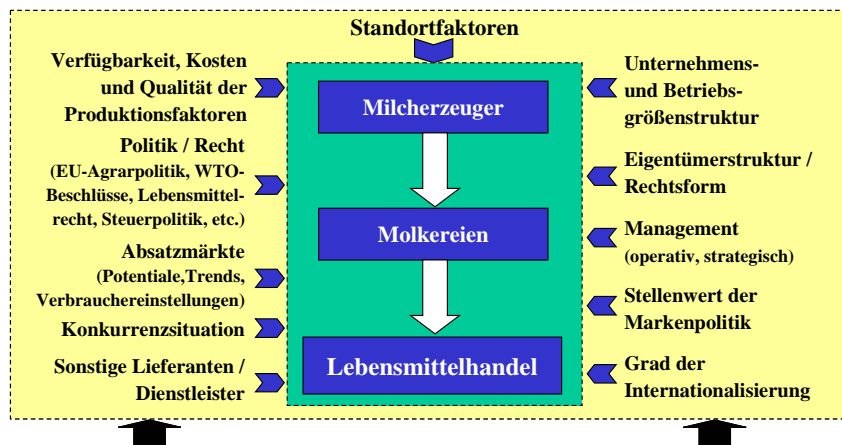 Standortfaktoren
Verfügbarkeit, Kosten
und Qualität der
Produktionsfaktoren
Politik / Recht
(EU-Agrarpolitik, WTO-
Beschlüsse, Lebensmittel-
recht, Steuerpolitik, etc.)
Absatzmärkte
(Potentiale,Trends,
Verbrauchereinstellungen)
Konkurrenzsituation
Sonstige Lieferanten /
Dienstleister
Milcherzeuger
Molkereien
Lebensmittelhandel
Unternehmens-
und Betriebs-
größenstruktur
Eigentümerstruktur /
Rechtsform
Management
(operativ, strategisch)
Stellenwert der
Markenpolitik
Grad der
Internationalisierung